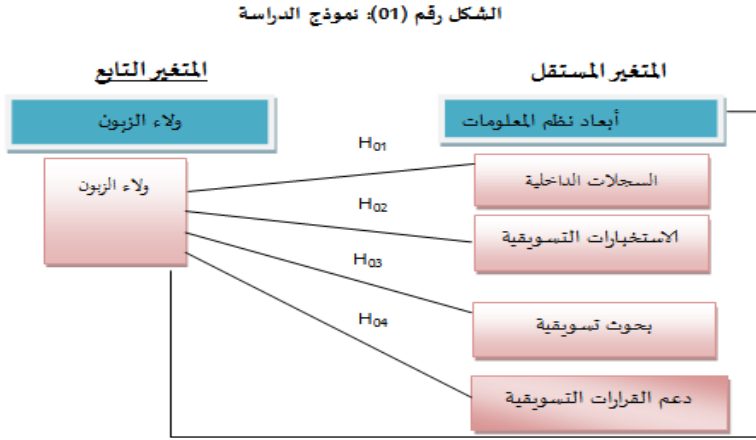 الشكل رقم (01): نموذج الدراسة
المتغير المستقل
المتغير التابع
أبعاد نظم المعلومات
ولاء الزبون
H01
السجلات الداخلية
ولاء الزبون
H02
الاستخبارات التسويقية
H03
بحوث تسويقية
H04
دعم القرارات التسويقية